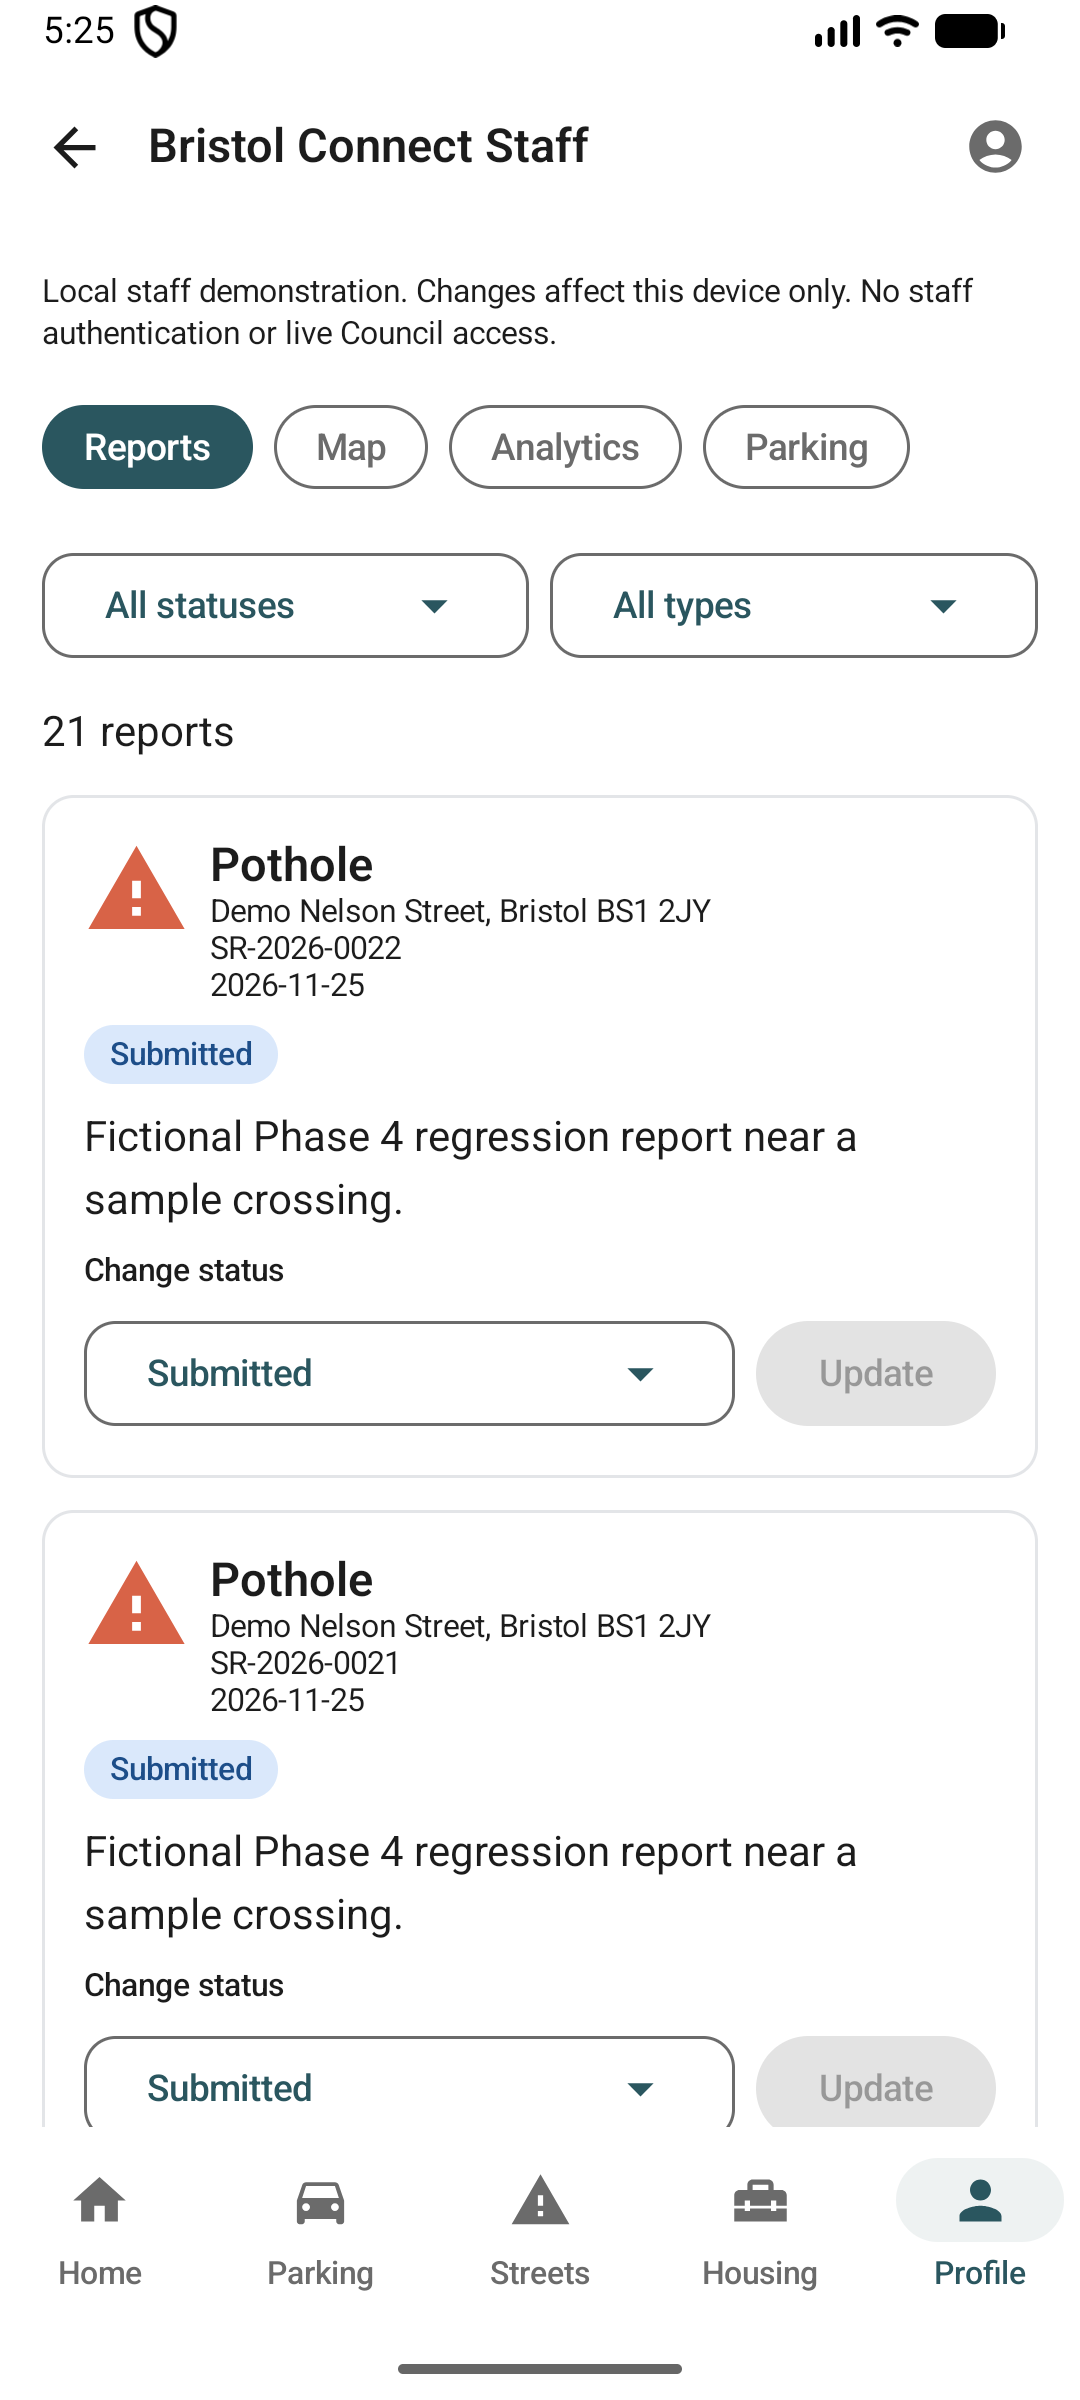 5:25
Bristol Connect Staff
Local staff demonstration. Changes affect this device only. No staff
authentication or live Council access.
Reports
Map
Analytics
Parking
All statuses
All types
21 reports
Pothole
Demo Nelson Street, Bristol BS1 2JY
SR-2026-0022
2026-11-25
Submitted
Fictional Phase 4 regression report near a
sample crossing.
Change status
Submitted
Update
Pothole
Demo Nelson Street, Bristol BS1 2JY
SR-2026-0021
2026-11-25
Submitted
Fictional Phase 4 regression report near a
sample crossing.
Change status
Submitted
Update
Home
Parking
Streets
Housing
Profile